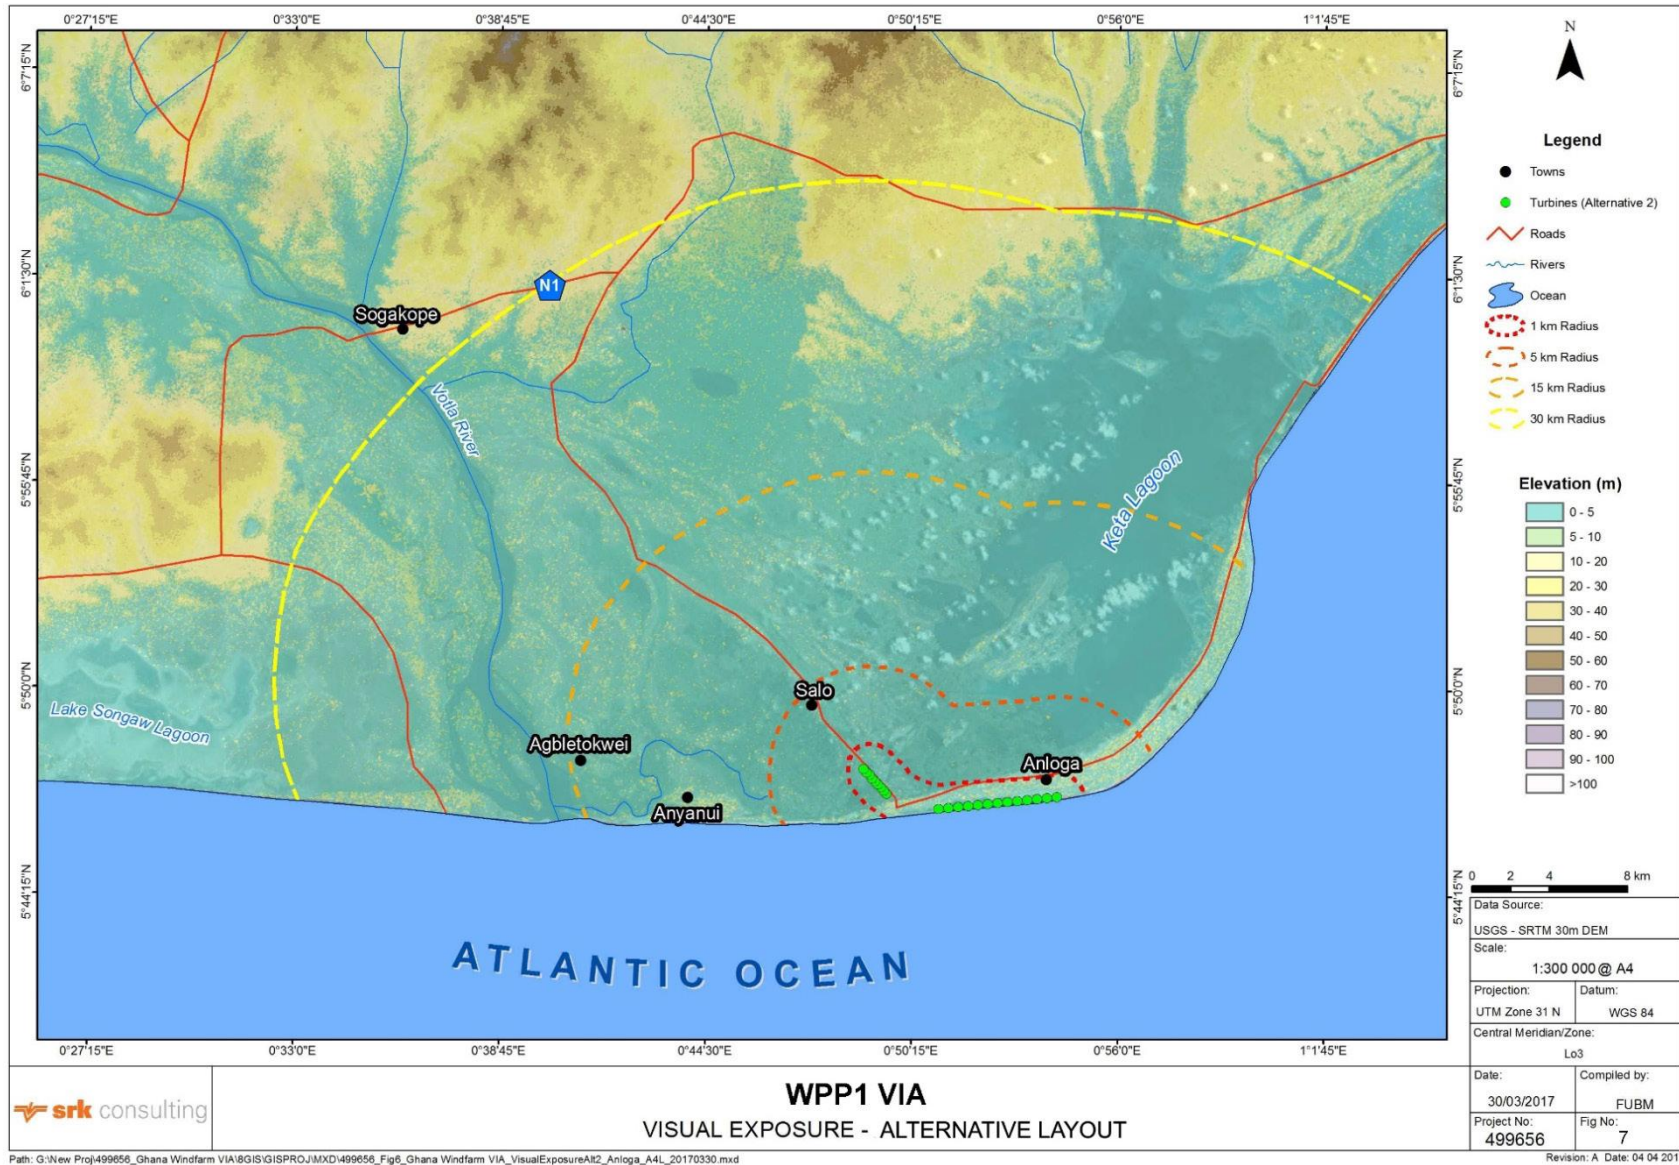 0°27'15"E 0°33'0"E 0°38'45"E 0°44'30"E 0°50'15"E 0°56'0"E 1°1'45"E
6°7'15"N
6°7'15"N
6°1'30"N
6°1'30"N
5°55'45"N
5°55'45"N
5°50'0"N
5°50'0"N
5°44'15"N
5°44'15"N
N1
Sogakope
Votla River
Keta Lagoon
Salo
Lake Songaw Lagoon
Agbletokwei
Anloga
Anyanui
ATLANTIC OCEAN
0°27'15"E 0°33'0"E 0°38'45"E 0°44'30"E 0°50'15"E 0°56'0"E 1°1'45"E
N
Legend
Towns
Turbines (Alternative 2)
Roads
Rivers
Ocean
1 km Radius
5 km Radius
15 km Radius
30 km Radius
Elevation (m)
0 - 5
5 - 10
10 - 20
20 - 30
30 - 40
40 - 50
50 - 60
60 - 70
70 - 80
80 - 90
90 - 100
>100
0 2 4 8 km
Data Source:
USGS - SRTM 30m DEM
Scale:
1:300 000 @ A4
Projection: Datum:
UTM Zone 31 N WGS 84
Central Meridian/Zone:
Lo3
Date: Compiled by:
30/03/2017 FUBM
Project No: Fig No:
499656 7
srk consulting
WPP1 VIA
VISUAL EXPOSURE - ALTERNATIVE LAYOUT
Path: G:\New Proj\499656_Ghana Windfarm VIA\8GIS\GISPROJ\MXD\499656_Fig6_Ghana Windfarm VIA_VisualExposureAlt2_Anloga_A4L_20170330.mxd
Revision: A Date: 04 04 201